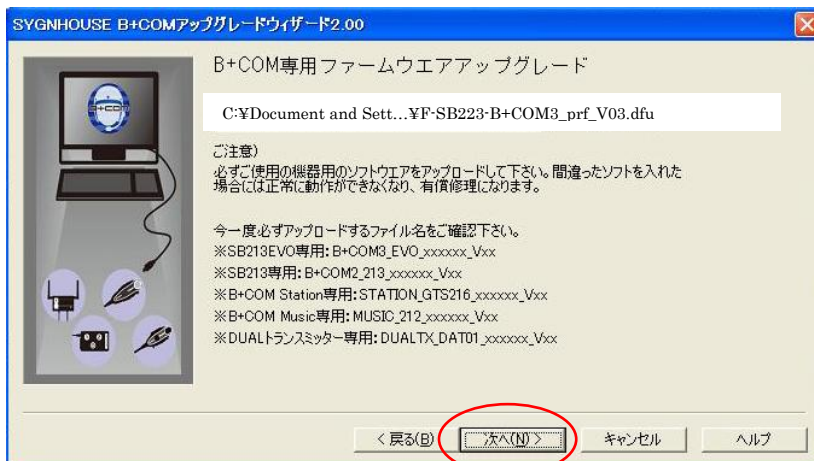 SYGNHOUSE B+COMアップグレードウィザード2.00
B+COM専用ファームウエアアップグレード
C:¥Document and Sett…¥F-SB223-B+COM3_prf_V03.dfu
ご注意)
必ずご使用の機器用のソフトウエアをアップロードして下さい。間違ったソフトを入れた
場合には正常に動作ができなくなり、有償修理になります。
今一度必ずアップロードするファイル名をご確認下さい。
※SB213EVO専用：B+COM3_EVO_xxxxxx_Vxx
※SB213専用：B+COM2_213_xxxxxx_Vxx
※B+COM Station専用：STATION_GTS216_xxxxxx_Vxx
※B+COM Music専用：MUSIC_212_xxxxxx_Vxx
※DUALトランスミッター専用：DUALTX_DAT01_xxxxxx_Vxx
B+COM
< 戻る(B)
次へ(N) >
キャンセル
ヘルプ